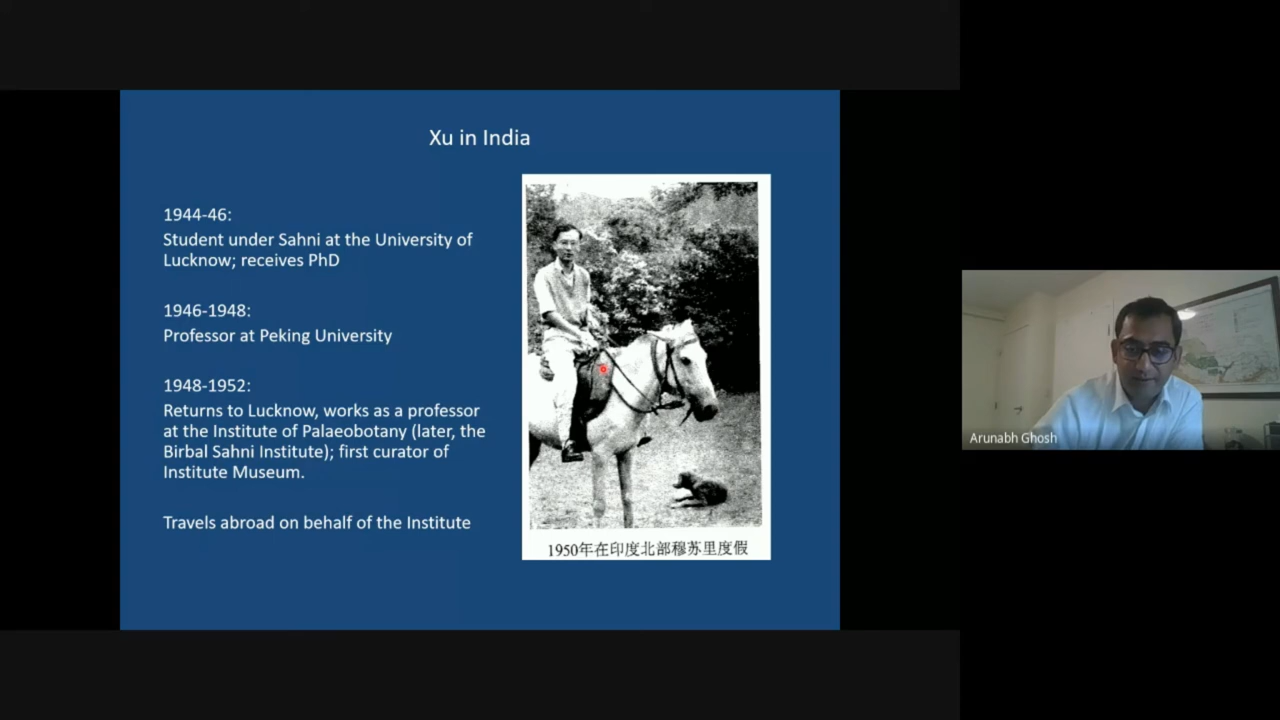 Xu in India
1944-46:
Student under Sahni at the University of
Lucknow; receives PhD
1946-1948:
Professor at Peking University
1948-1952:
Returns to Lucknow, works as a professor
at the Institute of Palaeobotany (later, the
Birbal Sahni Institute); first curator of
Institute Museum.
Travels abroad on behalf of the Institute
1950年在印度北部穆苏里度假
Arunabh Ghosh